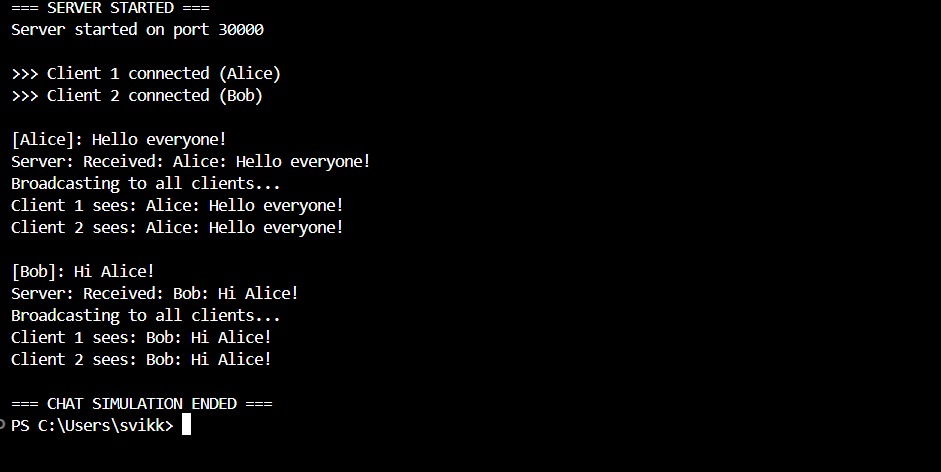 === SERVER STARTED ===
Server started on port 30000
>>> Client 1 connected (Alice)
>>> Client 2 connected (Bob)
[Alice]: Hello everyone!
Server: Received: Alice: Hello everyone!
Broadcasting to all clients...
Client 1 sees: Alice: Hello everyone!
Client 2 sees: Alice: Hello everyone!
[Bob]: Hi Alice!
Server: Received: Bob: Hi Alice!
Broadcasting to all clients...
Client 1 sees: Bob: Hi Alice!
Client 2 sees: Bob: Hi Alice!
=== CHAT SIMULATION ENDED ===
PS C:\Users\svikk>